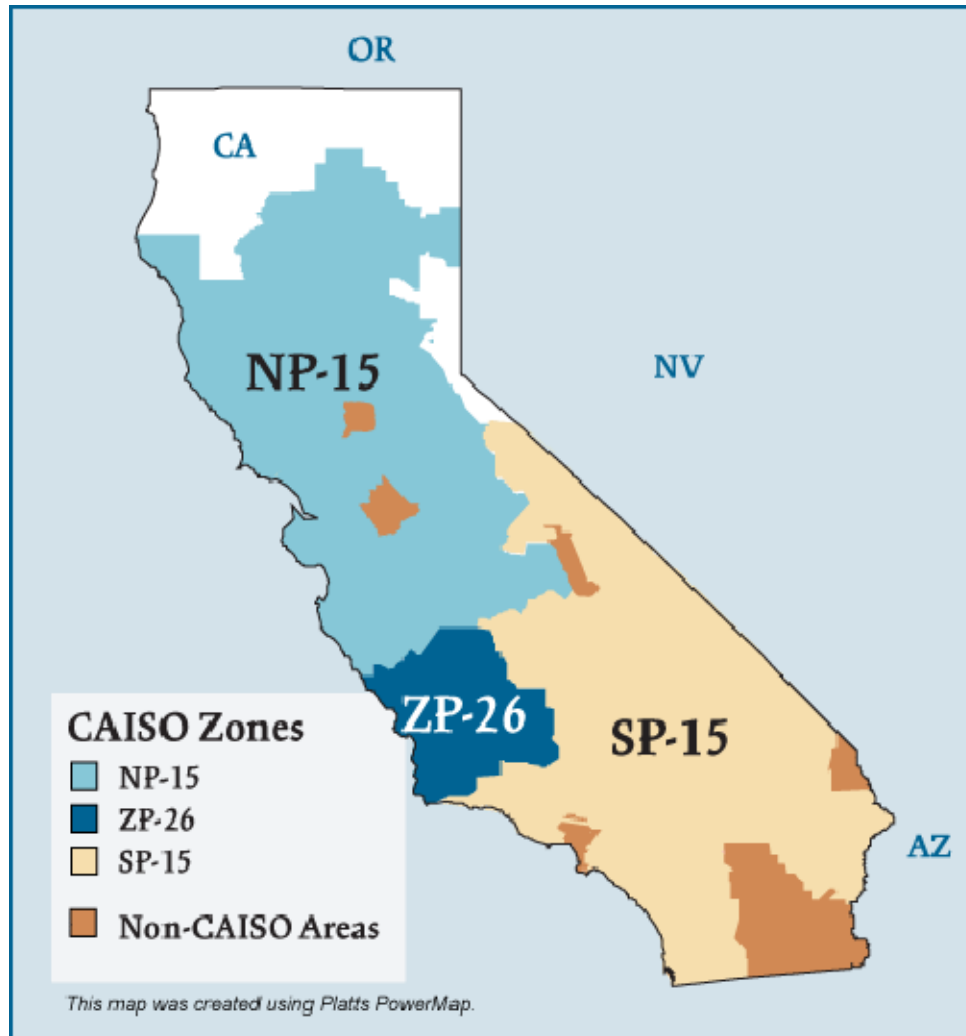 OR
CA
NP-15
NV
ZP-26
SP-15
AZ
CAISO Zones
NP-15
ZP-26
SP-15
Non-CAISO Areas
This map was created using Platts PowerMap.